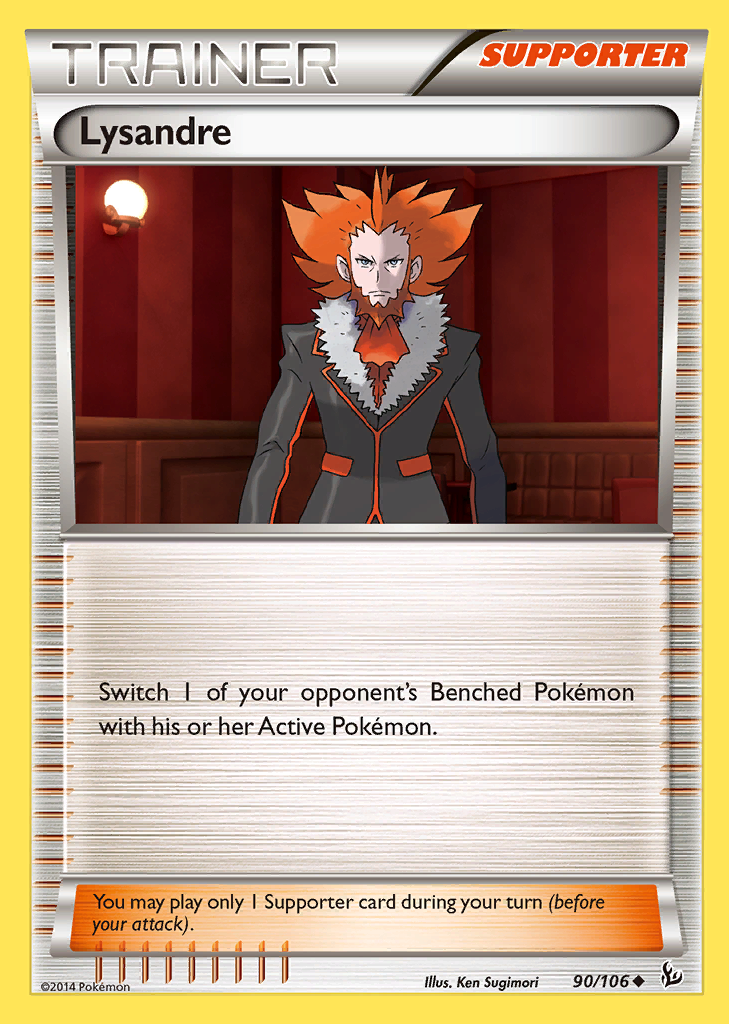 TRAINER
SUPPORTER
Lysandre
Switch 1 of your opponent's Benched Pokémon
with his or her Active Pokémon.
You may play only 1 Supporter card during your turn (before
your attack).
©2014 Pokémon
Illus. Ken Sugimori
90/106